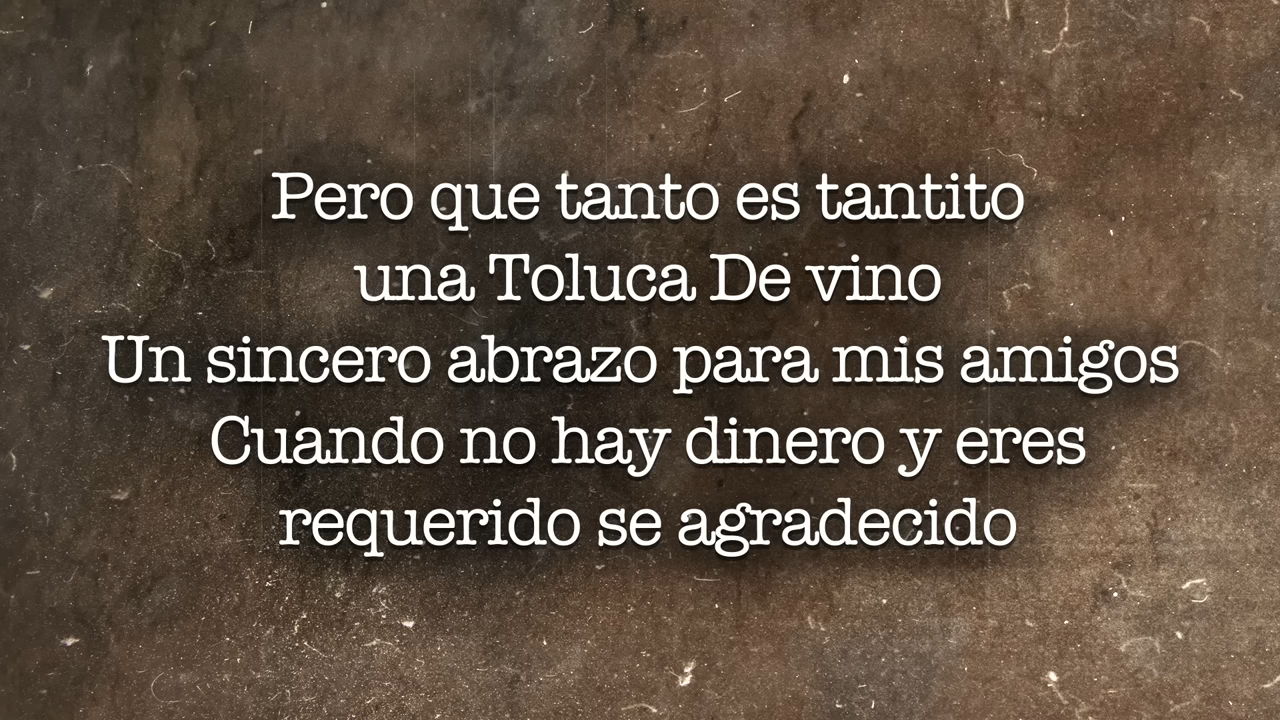 Pero que tanto es tantito
una Toluca De vino
Un sincero abrazo para mis amigos
Cuando no hay dinero y eres
requerido se agradecido